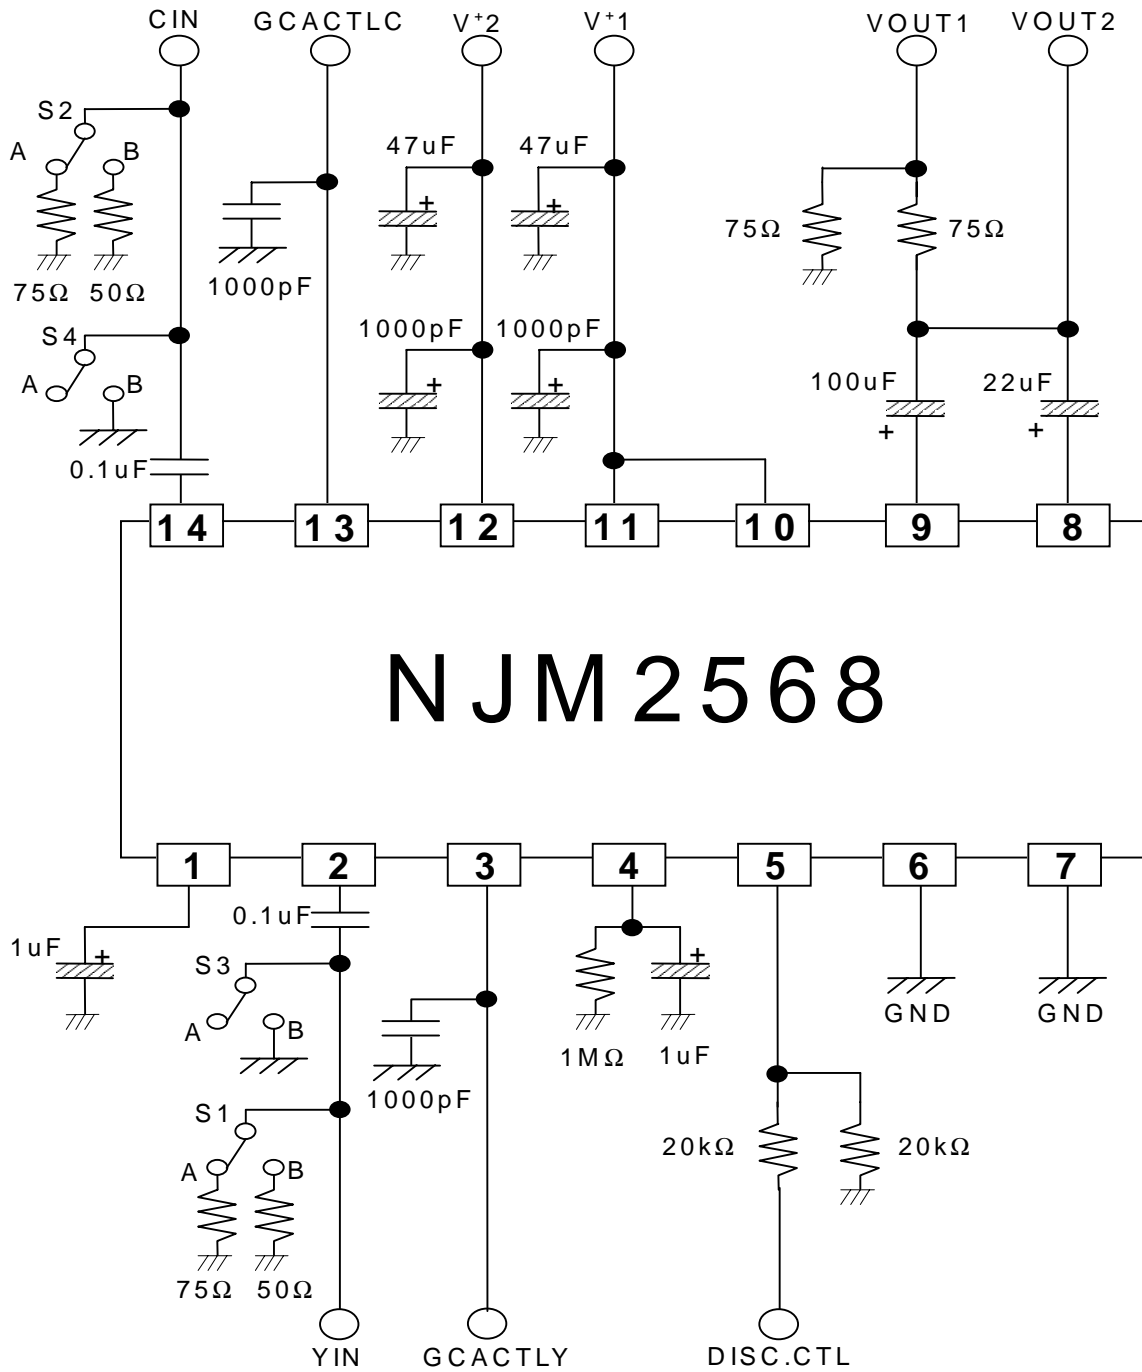 CIN GCACTLC V+2 V+1 VOUT1 VOUT2
S2
A B
47uF 47uF
75Ω 75Ω
75Ω 50Ω 1000pF
S4
1000pF 1000pF
A B
100uF 22uF
+ + + + + +
0.1uF
14 13 12 11 10 9 8
NJM2568
1 2 3 4 5 6 7
0.1uF
1uF + S3 +
A B
GND GND
1MΩ 1uF
1000pF
S1
20kΩ 20kΩ
A B
75Ω 50Ω
YIN GCACTLY DISC.CTL